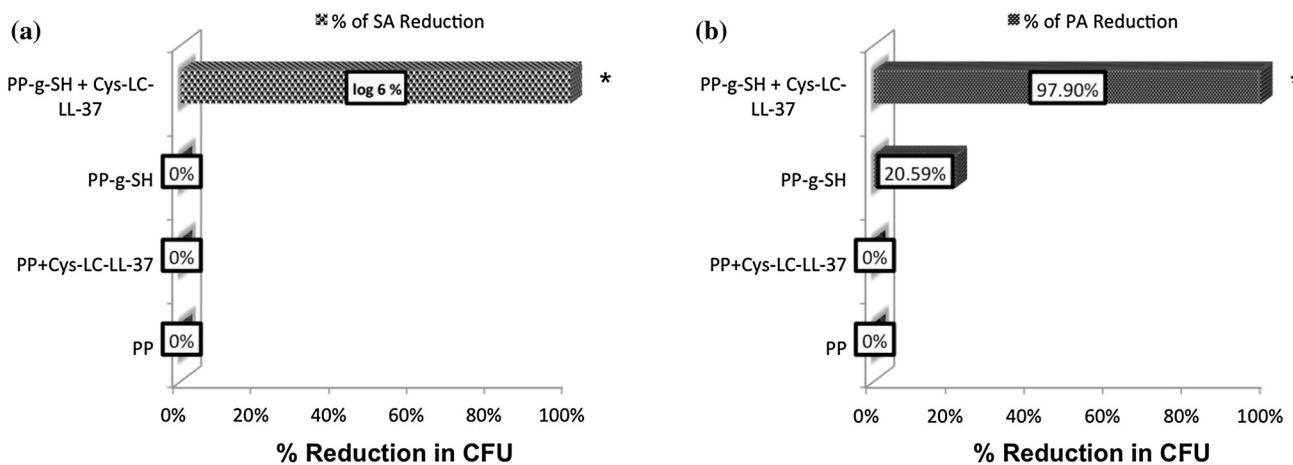 (a)
% of SA Reduction
PP-g-SH + Cys-LC-
LL-37
log 6 %
*
PP-g-SH
0%
PP+Cys-LC-LL-37
0%
PP
0%
0% 20% 40% 60% 80% 100%
% Reduction in CFU
(b)
% of PA Reduction
PP-g-SH + Cys-LC-
LL-37
97.90%
*
PP-g-SH
20.59%
PP+Cys-LC-LL-37
0%
PP
0%
0% 20% 40% 60% 80% 100%
% Reduction in CFU